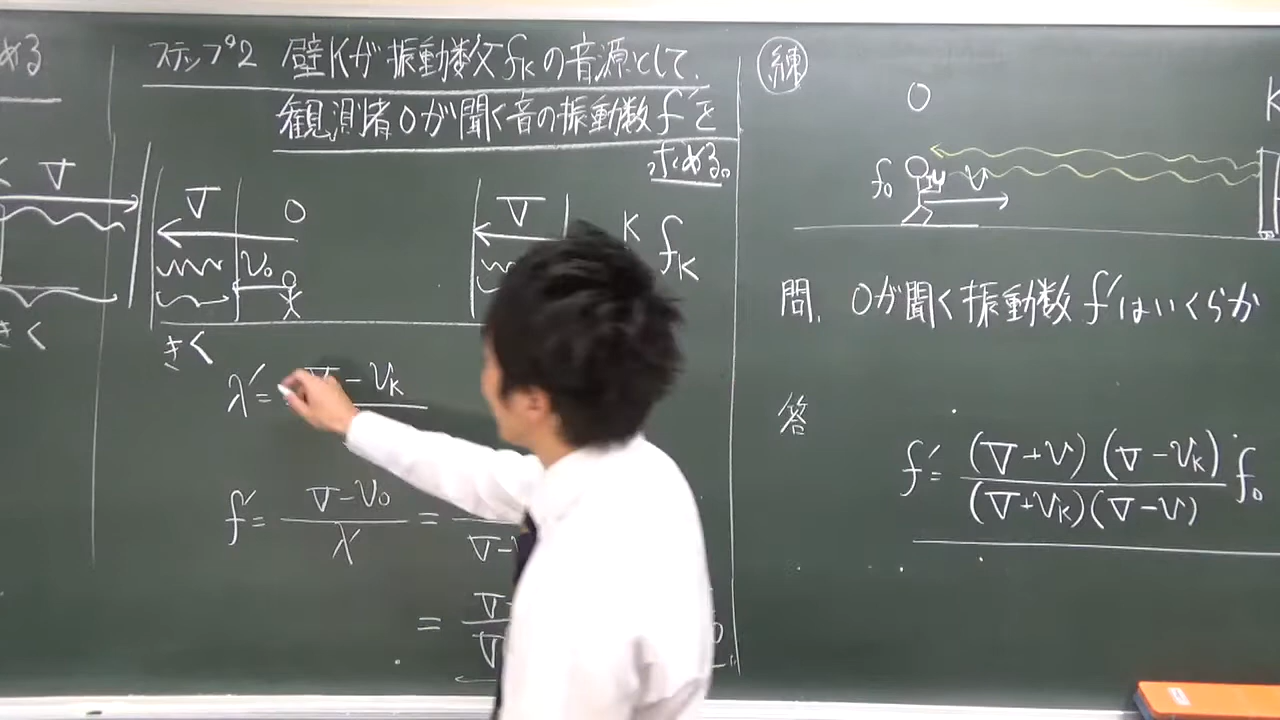 める
ステップ2 壁Kが振動数fKの音源として、
観測者Oが聞く音の振動数f'を
求める。
V
V O
v₀
きく
きく
V
K fK
λ' = V - vK
f' = (V - v₀)/λ' =
V -
=
V
V
練
O
K
f₀
v
問. Oが聞く振動数f'はいくらか
答
f' = (V+v)(V-vK)/(V+vK)(V-v) f₀